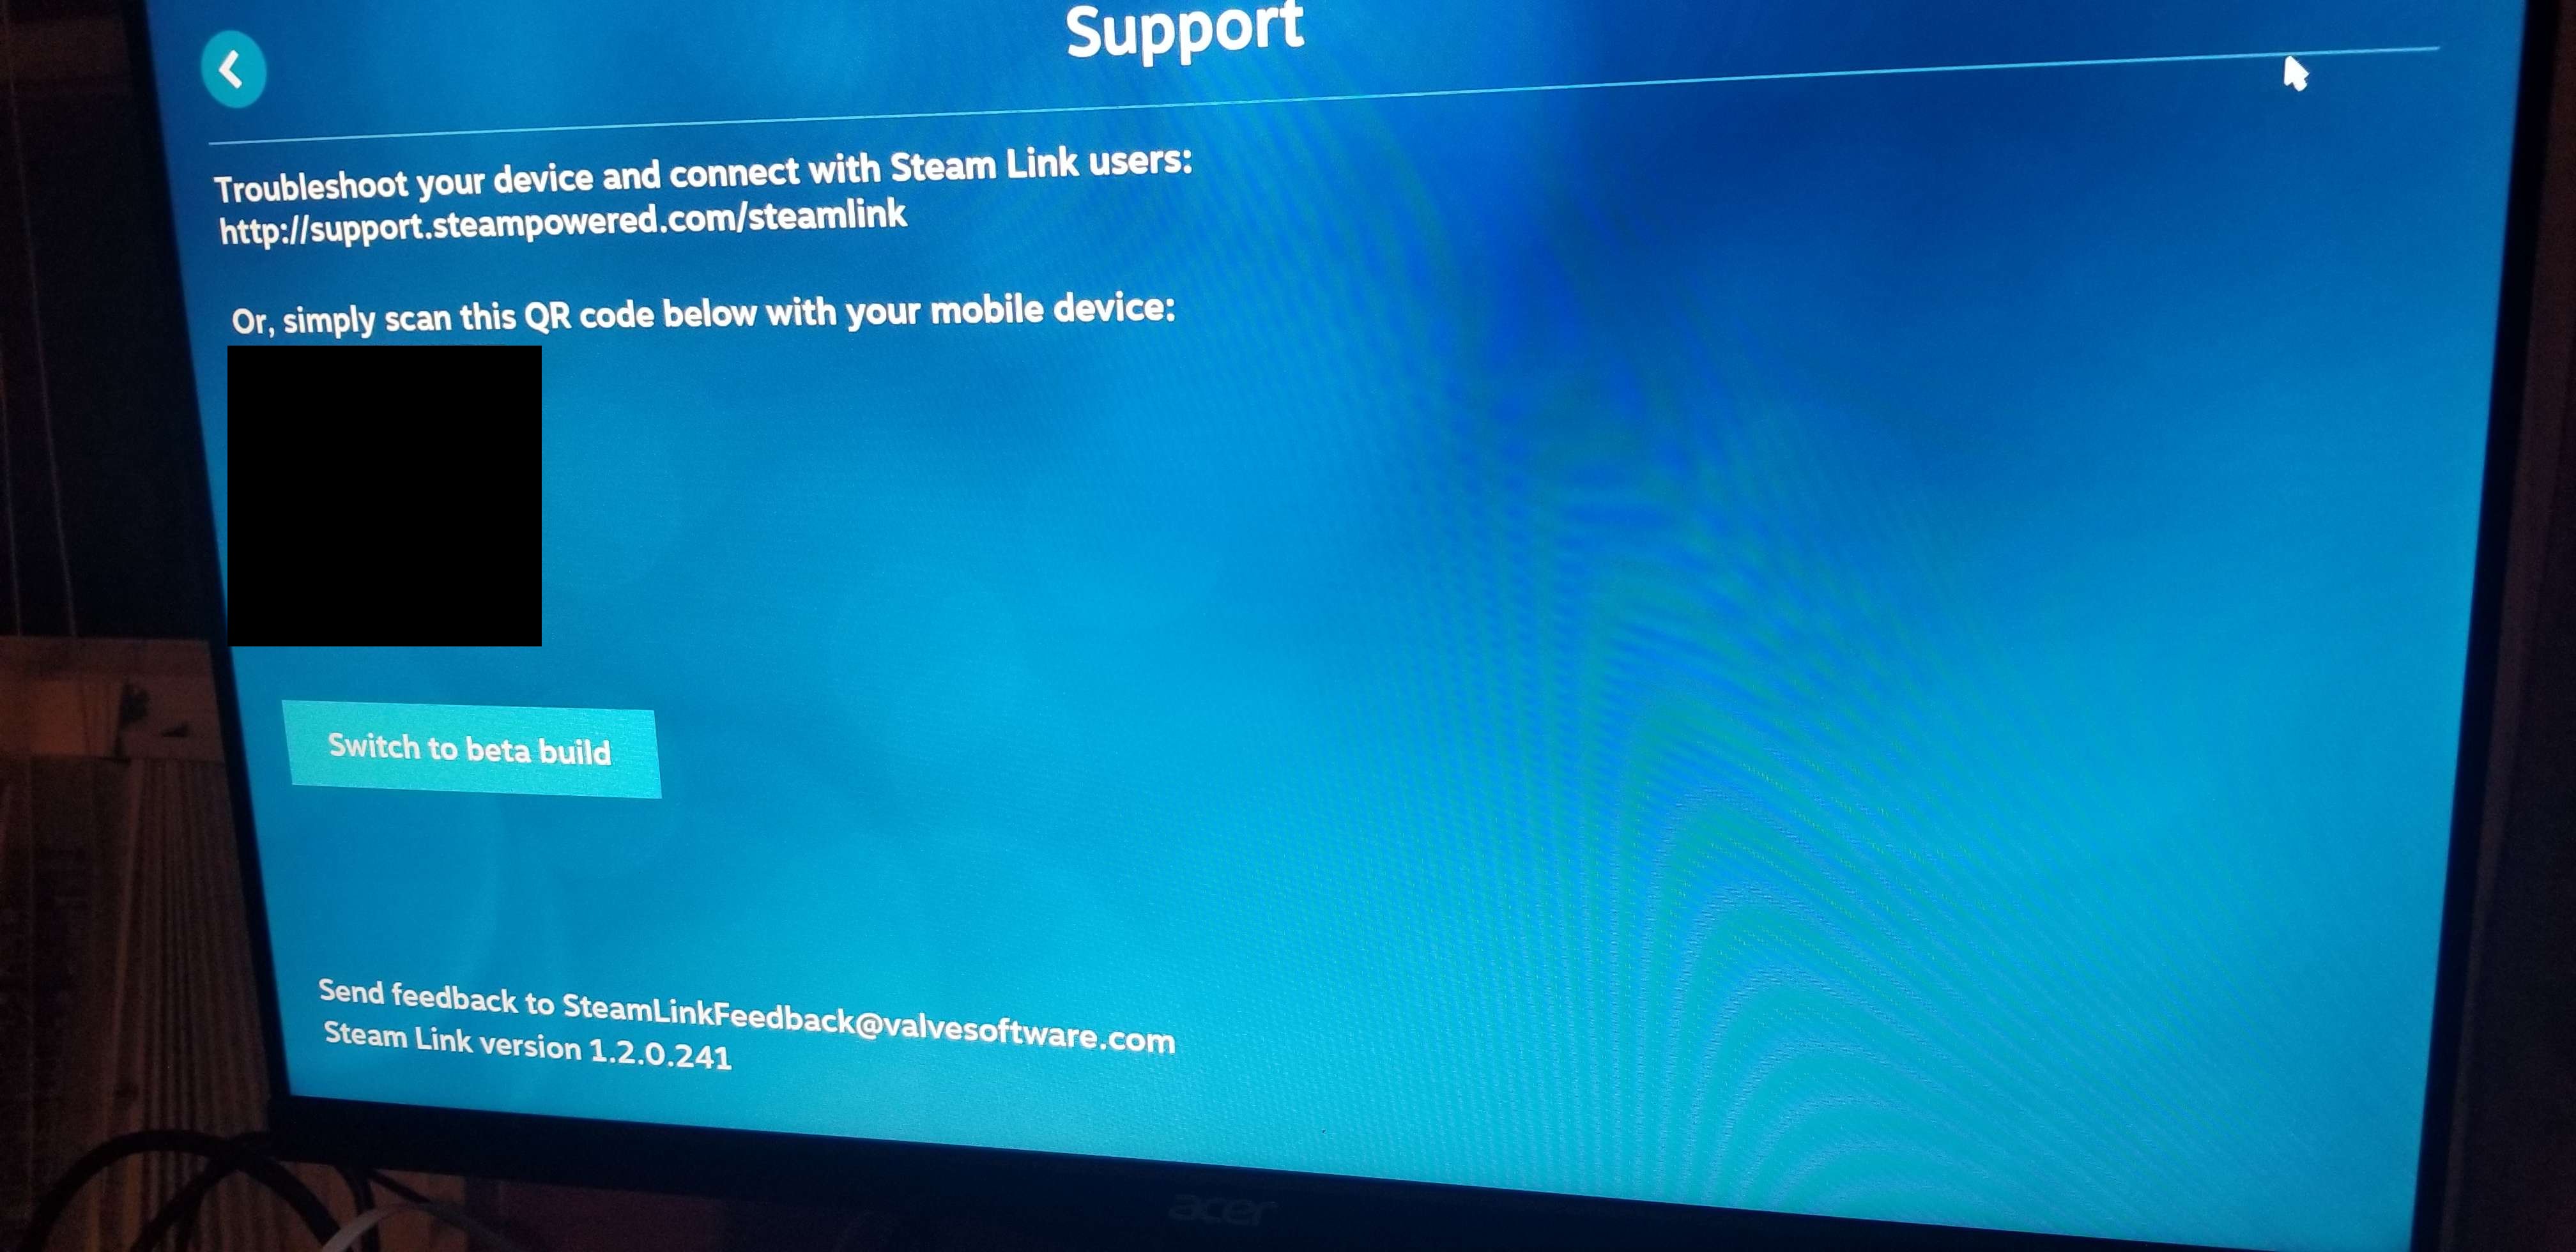 Support
Troubleshoot your device and connect with Steam Link users:
http://support.steampowered.com/steamlink
Or, simply scan this QR code below with your mobile device:
Switch to beta build
Send feedback to SteamLinkFeedback@valvesoftware.com
Steam Link version 1.2.0.241
acer